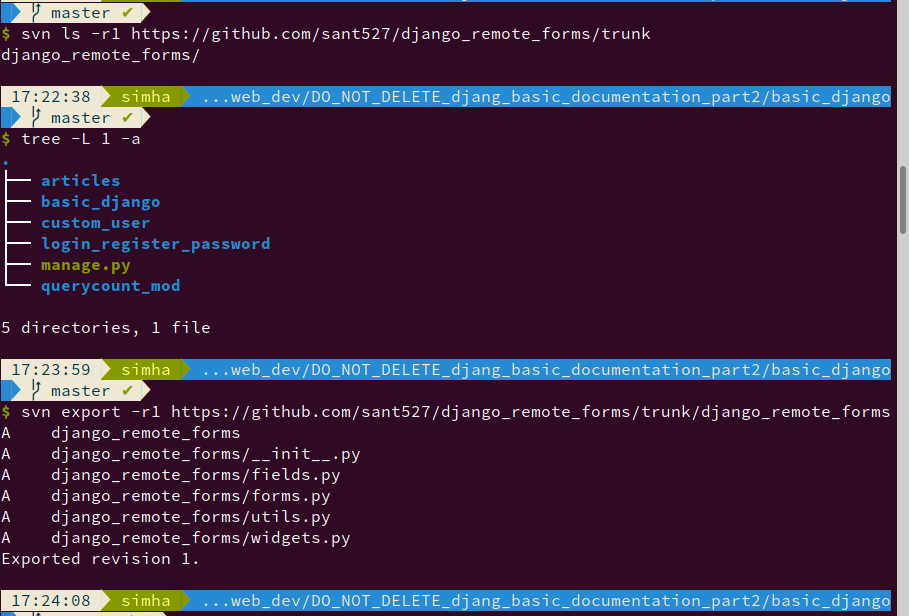 master ✔
$ svn ls -r1 https://github.com/sant527/django_remote_forms/trunk
django_remote_forms/
17:22:38 simha ...web_dev/DO_NOT_DELETE_djang_basic_documentation_part2/basic_django
master ✔
$ tree -L 1 -a
.
├── articles
├── basic_django
├── custom_user
├── login_register_password
├── manage.py
└── querycount_mod
5 directories, 1 file
17:23:59 simha ...web_dev/DO_NOT_DELETE_djang_basic_documentation_part2/basic_django
master ✔
$ svn export -r1 https://github.com/sant527/django_remote_forms/trunk/django_remote_forms
A    django_remote_forms
A    django_remote_forms/__init__.py
A    django_remote_forms/fields.py
A    django_remote_forms/forms.py
A    django_remote_forms/utils.py
A    django_remote_forms/widgets.py
Exported revision 1.
17:24:08 simha ...web_dev/DO_NOT_DELETE_djang_basic_documentation_part2/basic_django